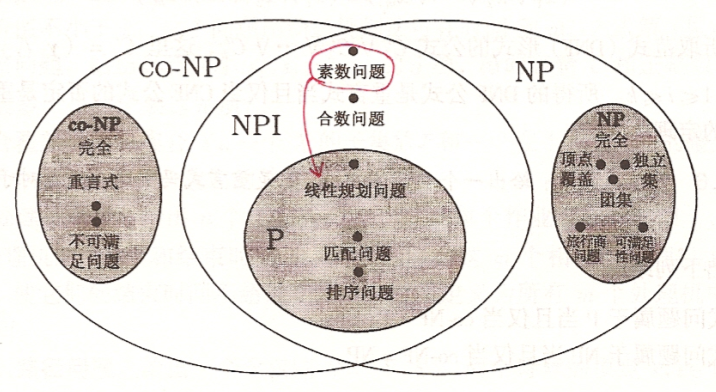 CO-NP
NP
素数问题
合数问题
NPI
co-NP
完全
重言式
不可满
足问题
线性规划问题
P
匹配问题
排序问题
NP
完全
顶点 独立
覆盖 集
团集
旅行商 可满足
问题 性问题